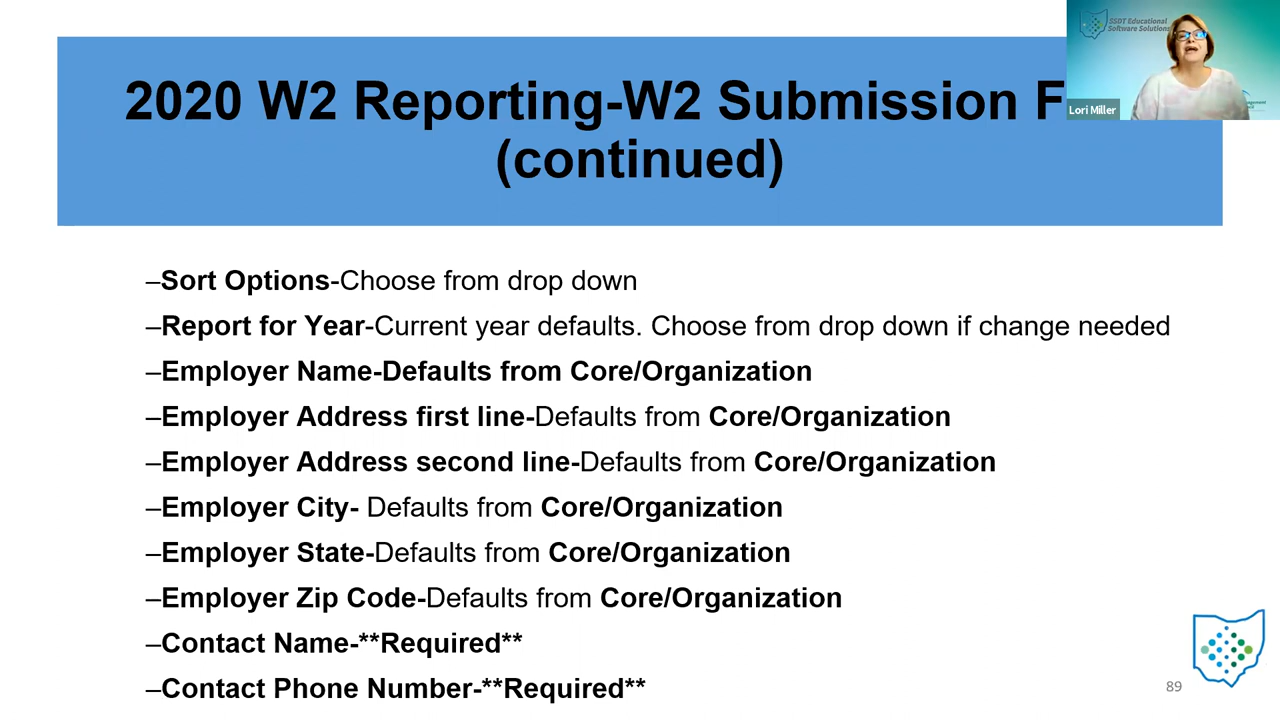 SSDT Educational
Software Solutions
Lori Miller
2020 W2 Reporting-W2 Submission F
(continued)
–Sort Options-Choose from drop down
–Report for Year-Current year defaults. Choose from drop down if change needed
–Employer Name-Defaults from Core/Organization
–Employer Address first line-Defaults from Core/Organization
–Employer Address second line-Defaults from Core/Organization
–Employer City- Defaults from Core/Organization
–Employer State-Defaults from Core/Organization
–Employer Zip Code-Defaults from Core/Organization
–Contact Name-**Required**
–Contact Phone Number-**Required**
89